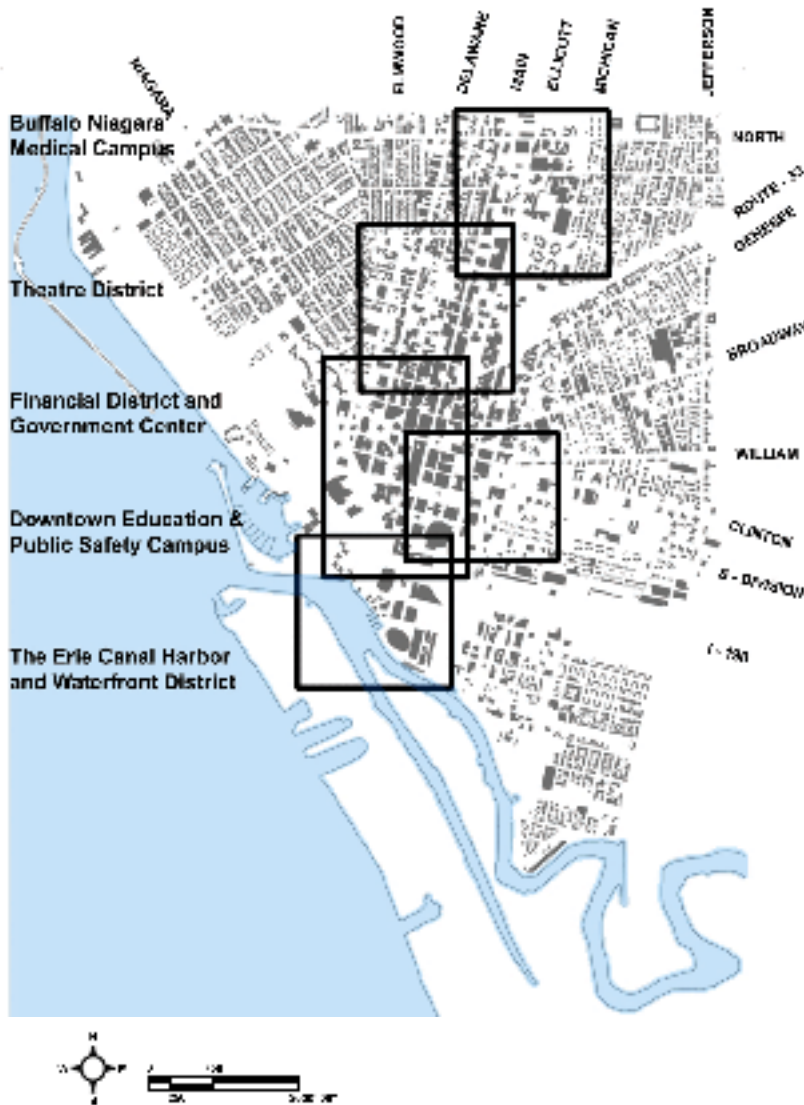 NIAGARA
ELMWOOD
DELAWARE
MAIN
ELLICOTT
MICHIGAN
JEFFERSON
Buffalo Niagara
Medical Campus
NORTH
ROUTE - 33
GENESEE
Theatre District
BROADWAY
Financial District and
Government Center
WILLIAM
Downtown Education &
Public Safety Campus
CLINTON
S - DIVISION
The Erie Canal Harbor
and Waterfront District
I - 190
N